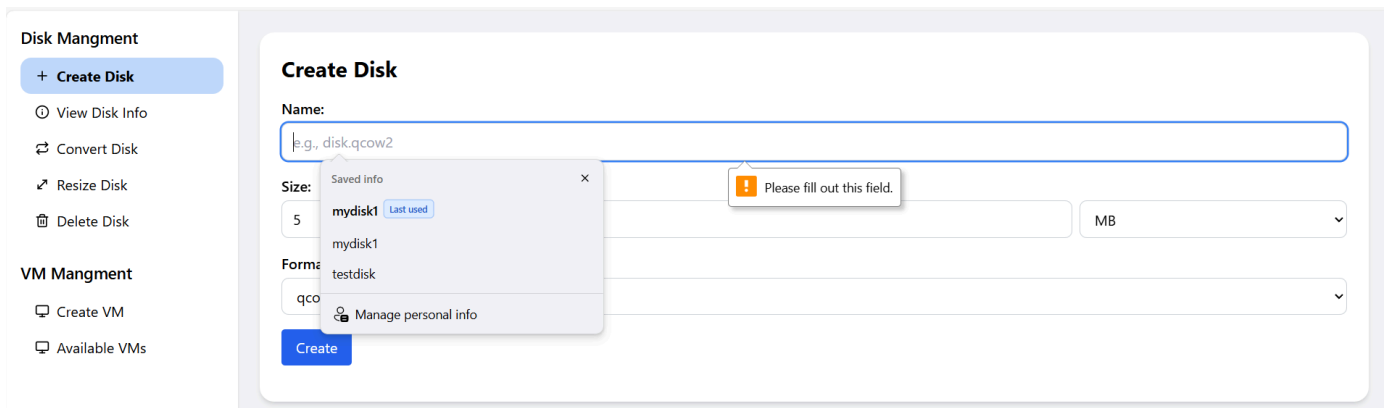 Disk Mangment
+ Create Disk
View Disk Info
Convert Disk
Resize Disk
Delete Disk
VM Mangment
Create VM
Available VMs
Create Disk
Name:
e.g., disk.qcow2
Saved info
mydisk1 Last used
mydisk1
testdisk
Manage personal info
Please fill out this field.
Size:
5
MB
Forma
qco
Create